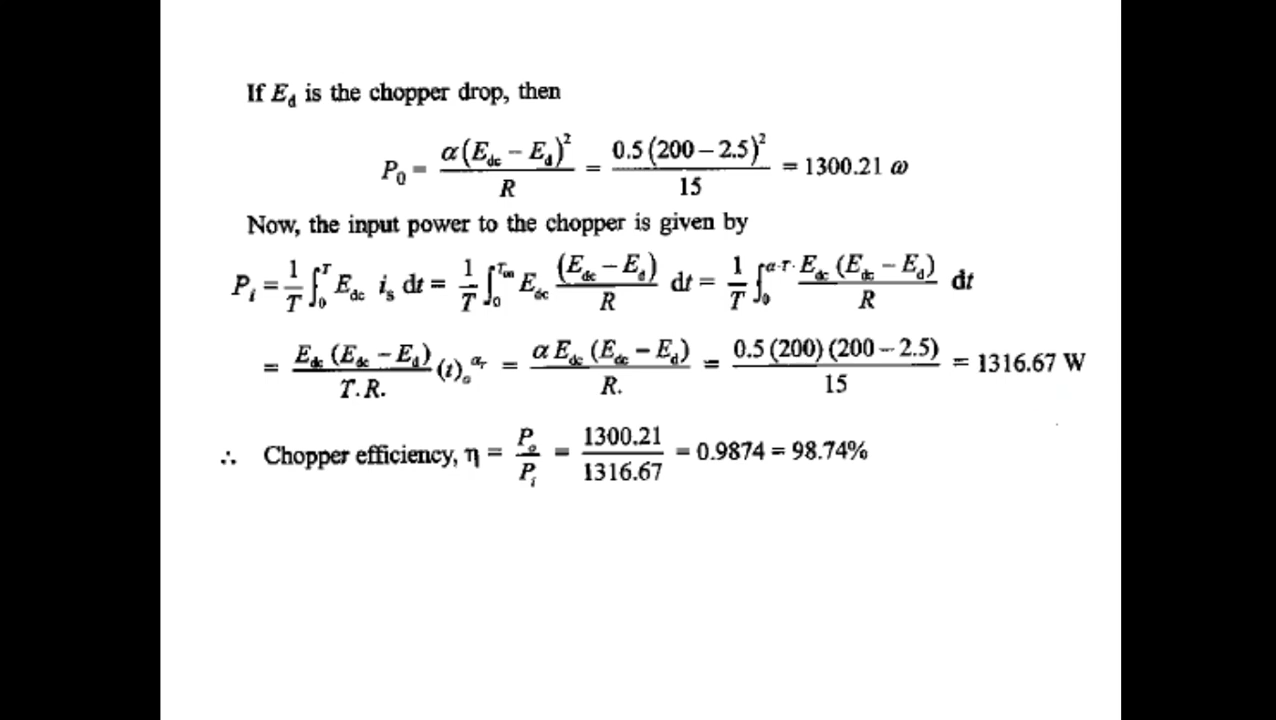 If E_d is the chopper drop, then
P_0 = α(E_dc − E_d)^2 / R = 0.5 (200 − 2.5)^2 / 15 = 1300.21 ω
Now, the input power to the chopper is given by
P_i = 1/T ∫_0^T E_dc i_s dt = 1/T ∫_0^{T_on} E_dc (E_dc − E_d) / R dt = 1/T ∫_0^{α·T·} E_dc (E_dc − E_d) / R dt
= E_dc (E_dc − E_d) / T·R. (t)_o^{αT} = α E_dc (E_dc − E_d) / R. = 0.5 (200) (200 − 2.5) / 15 = 1316.67 W
∴ Chopper efficiency, η = P_o / P_i = 1300.21 / 1316.67 = 0.9874 = 98.74%